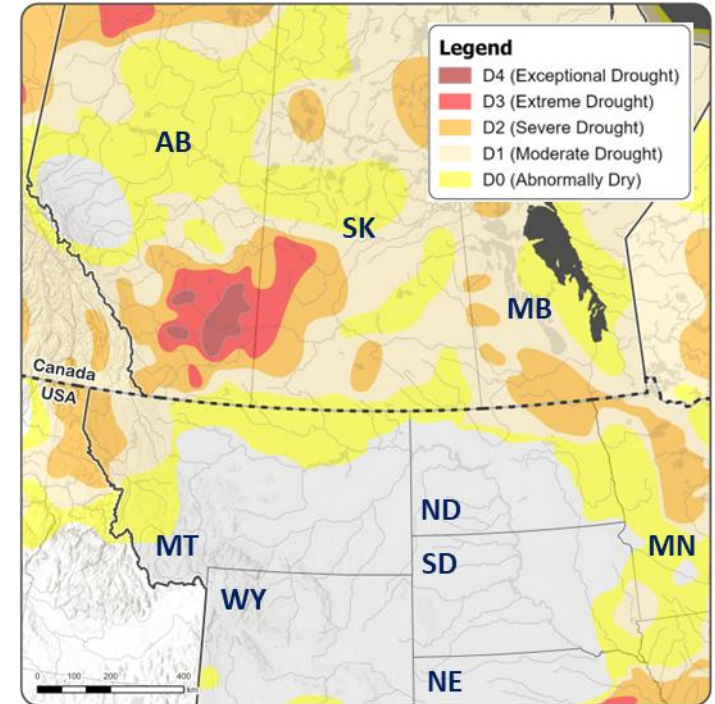 Legend
D4 (Exceptional Drought)
D3 (Extreme Drought)
D2 (Severe Drought)
D1 (Moderate Drought)
D0 (Abnormally Dry)
AB
SK
MB
Canada
USA
ND
MT
SD
MN
WY
NE
0 100 200 400
km